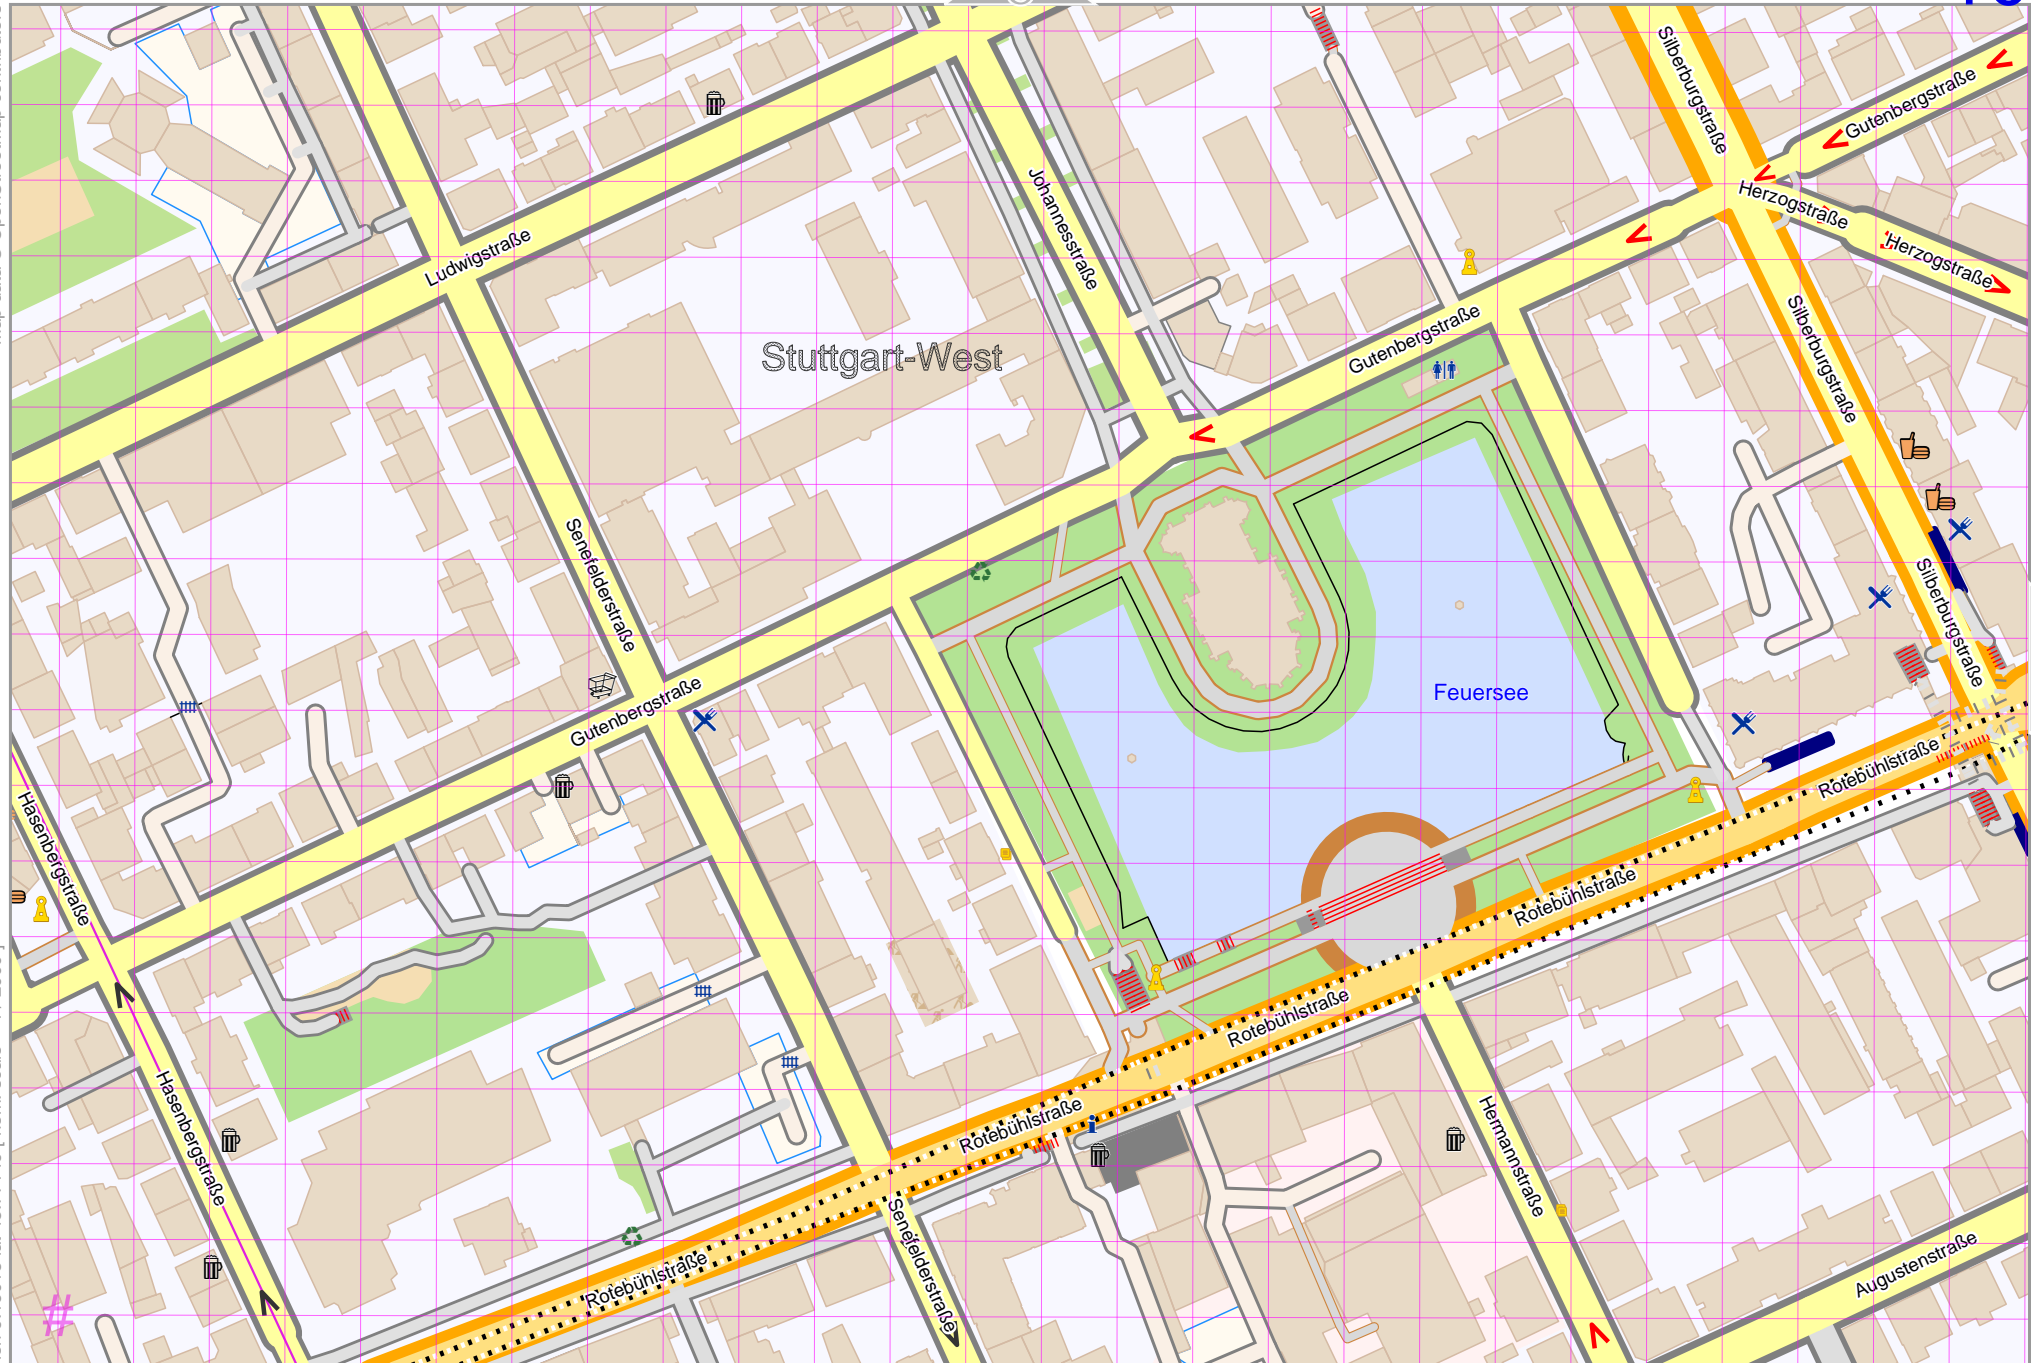 Silberburgstraße
Gutenbergstraße
Herzogstraße
Herzogstraße
Johannesstraße
Ludwigstraße
Silberburgstraße
Gutenbergstraße
Stuttgart-West
Senefelderstraße
Silberburgstraße
Feuersee
Gutenbergstraße
Rotebühlstraße
Hasenbergstraße
Rotebühlstraße
Rotebühlstraße
Rotebühlstraße
Hasenbergstraße
Hermannstraße
Senefelderstraße
Rotebühlstraße
Augustenstraße
#